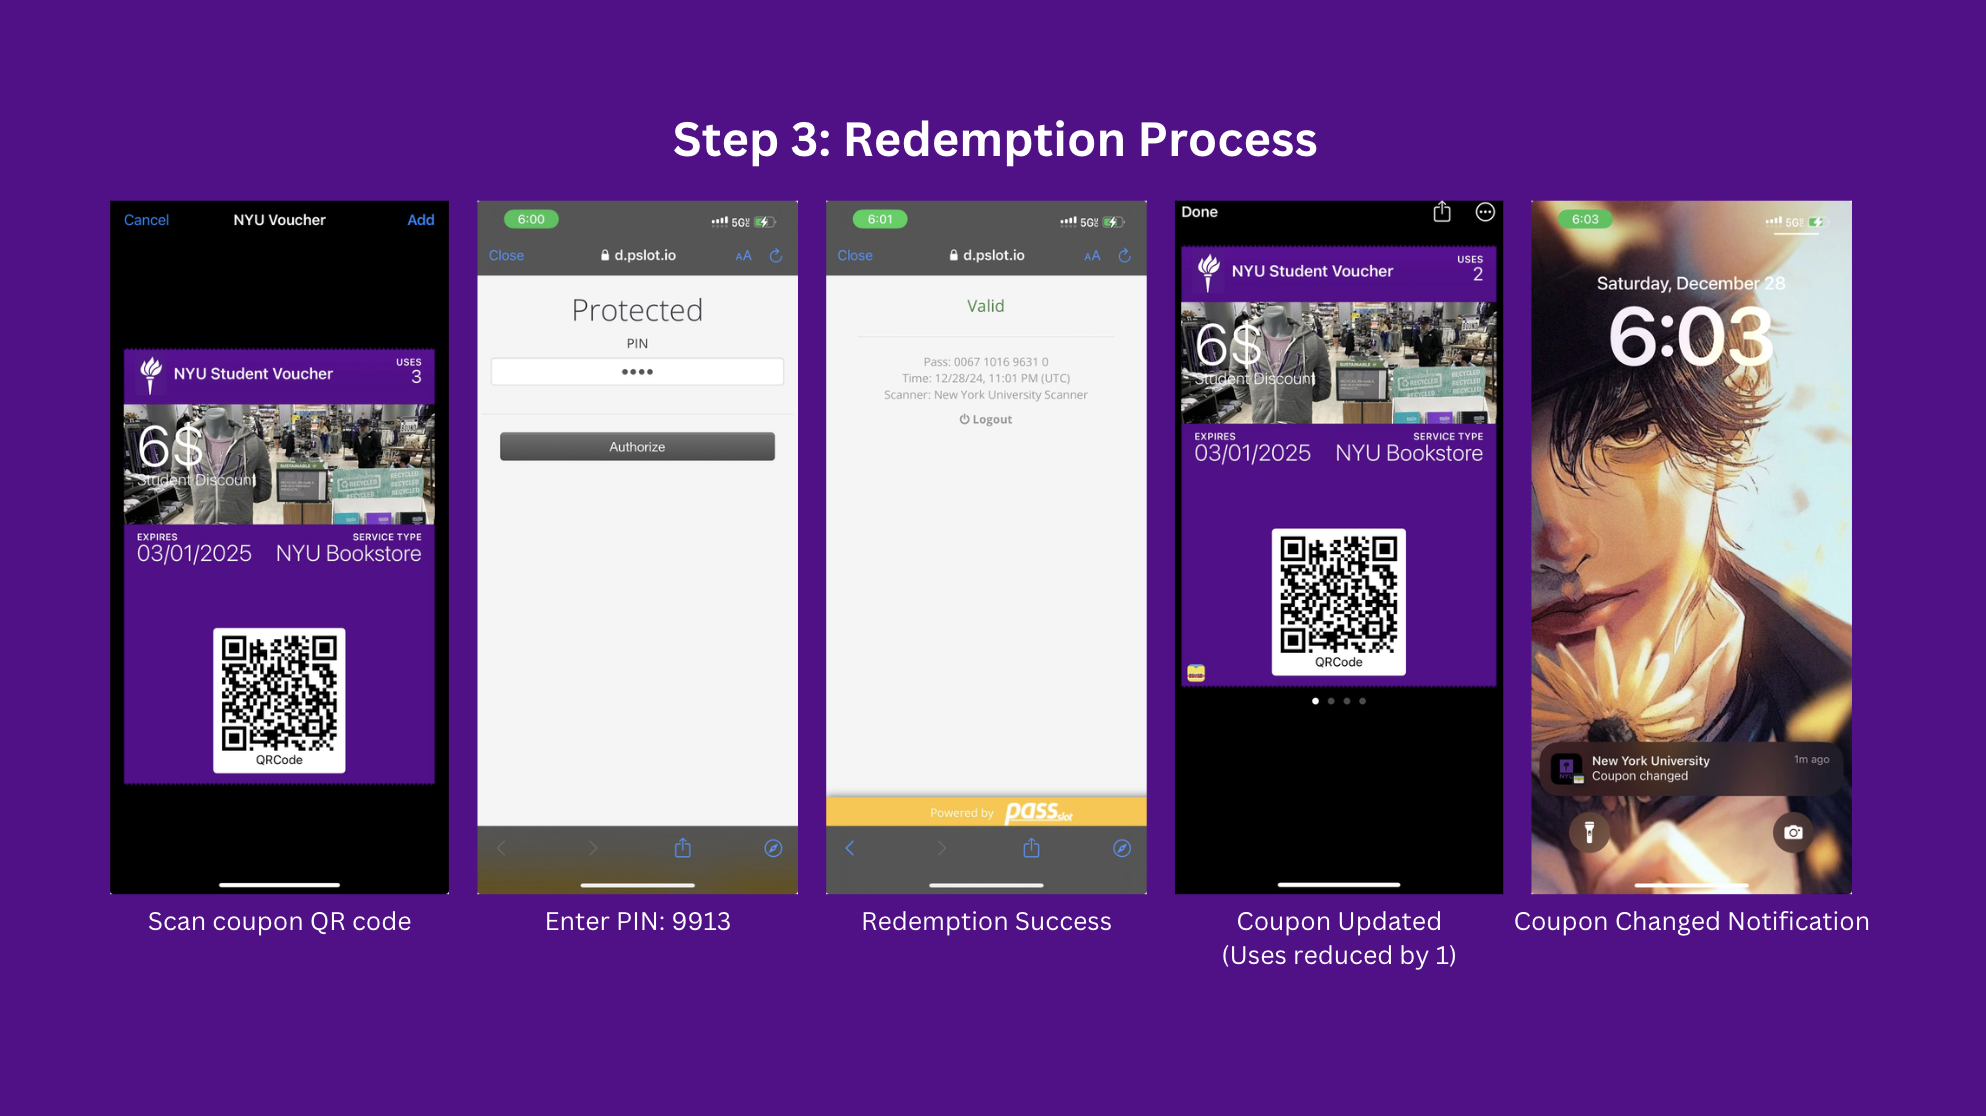 Step 3: Redemption Process
Cancel NYU Voucher Add
NYU Student Voucher
USES
3
6$
Student Discount
SUSTAINABLE
RECYCLED
RECYCLED
RECYCLED
EXPIRES SERVICE TYPE
03/01/2025 NYU Bookstore
QRCode
Scan coupon QR code
6:00 5G
Close d.pslot.io AA
Protected
PIN
••••
Authorize
Enter PIN: 9913
6:01 5G
Close d.pslot.io AA
Valid
Pass: 0067 1016 9631 0
Time: 12/28/24, 11:01 PM (UTC)
Scanner: New York University Scanner
Logout
Powered by passslot
Redemption Success
Done
NYU Student Voucher
USES
2
6$
Student Discount
RECYCLED
EXPIRES SERVICE TYPE
03/01/2025 NYU Bookstore
QRCode
Coupon Updated
(Uses reduced by 1)
6:03 5G
Saturday, December 28
6:03
New York University 1m ago
Coupon changed
Coupon Changed Notification